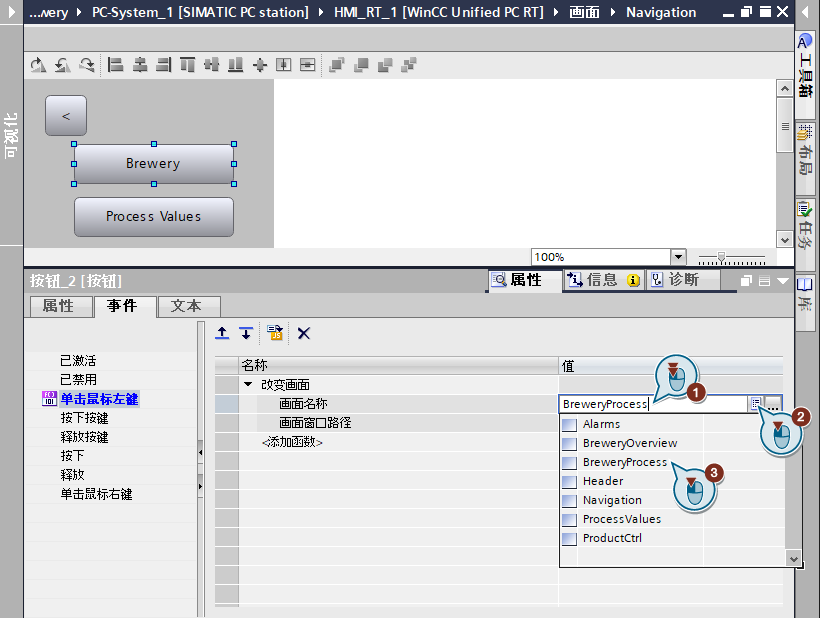 ...wery ▸ PC-System_1 [SIMATIC PC station] ▸ HMI_RT_1 [WinCC Unified PC RT] ▸ 画面 ▸ Navigation
<
Brewery
Process Values
100%
项目视图
工具箱
布局
任务
库
按钮_2 [按钮]
属性
信息
诊断
属性
事件
文本
名称
值
已激活
已禁用
单击鼠标左键
按下按键
释放按键
按下
释放
单击鼠标右键
改变画面
画面名称
BreweryProcess
画面窗口路径
<添加函数>
Alarms
BreweryOverview
BreweryProcess
Header
Navigation
ProcessValues
ProductCtrl
1
2
3